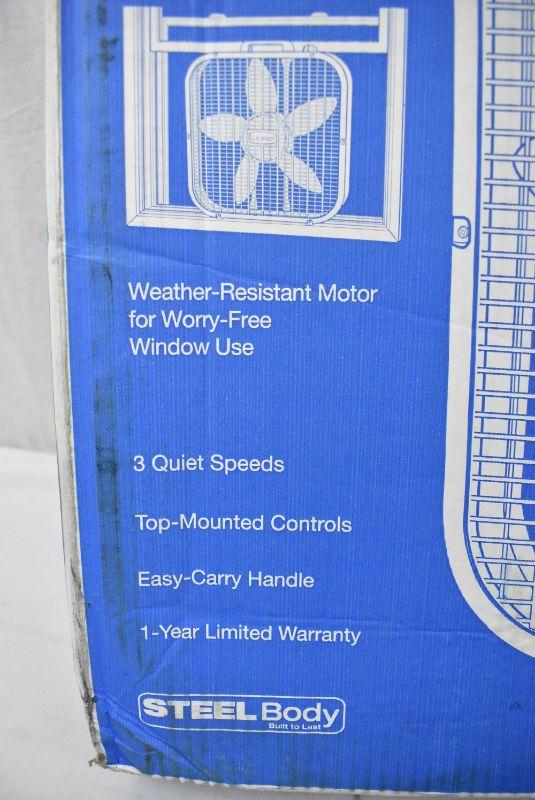 Weather-Resistant Motor
for Worry-Free
Window Use
3 Quiet Speeds
Top-Mounted Controls
Easy-Carry Handle
1-Year Limited Warranty
STEEL Body
Built to Last